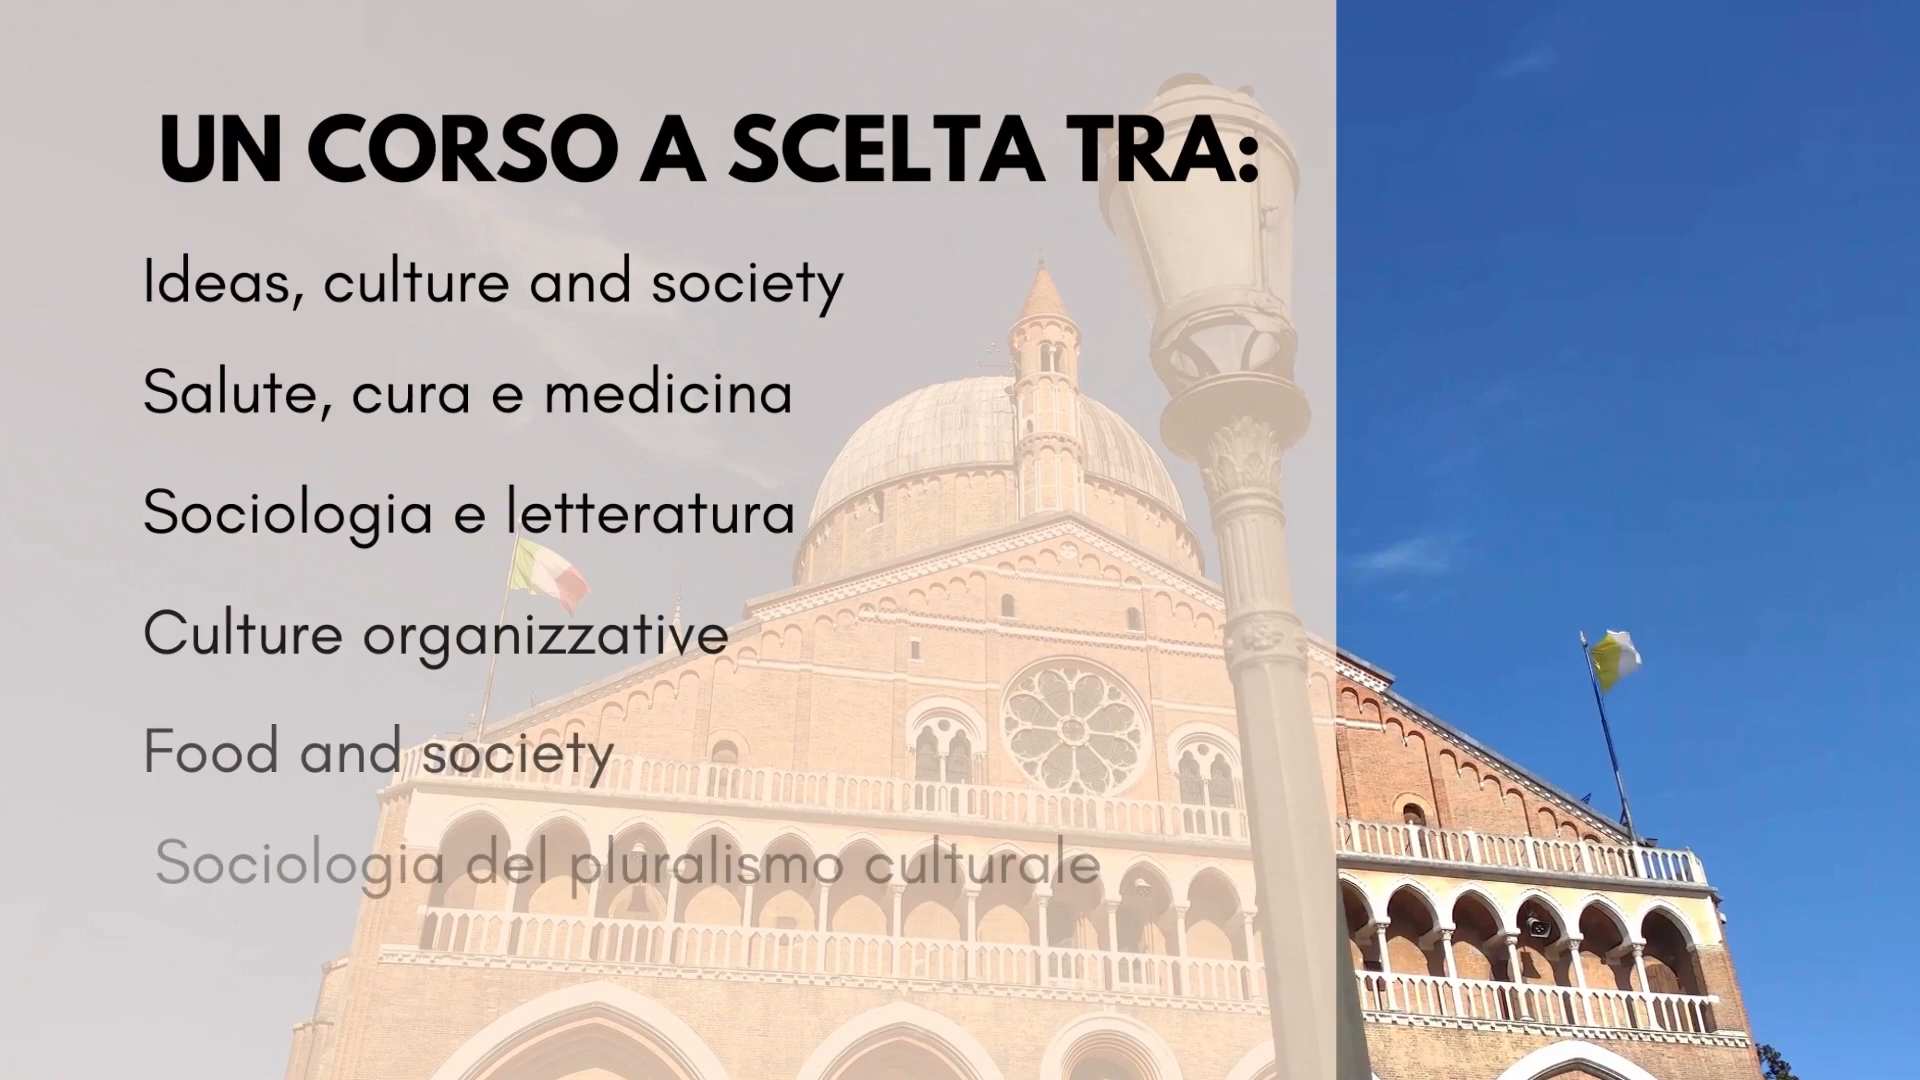 UN CORSO A SCELTA TRA:
Ideas, culture and society
Salute, cura e medicina
Sociologia e letteratura
Culture organizzative
Food and society
Sociologia del pluralismo culturale